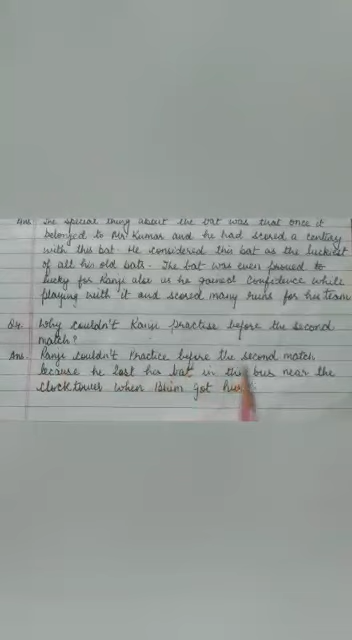 Ans The special thing about the bat was that once it
belonged to Mr Kumar and he had scored a century
with this bat. He considered this bat as the luckiest
of all his old bats. The bat was even proved to
lucky for Ranji also as he gained confidence while
playing with it and scored many runs for his team
Q4. Why couldn't Ranji practise before the second
match?
Ans Ranji couldn't Practice before the second match
because he lost his bat in the bus near the
clocktower when Bhim got